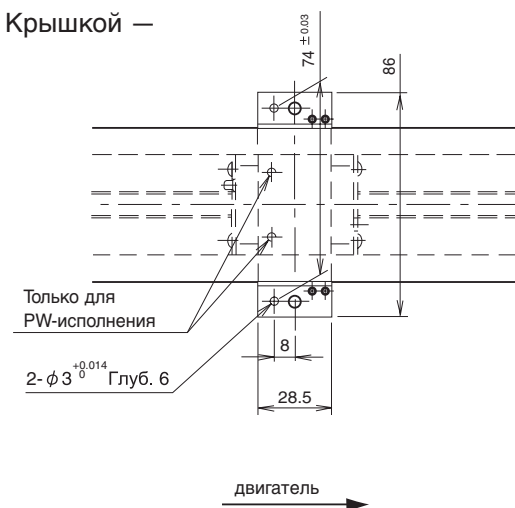 Крышкой —
74 ± 0.03
86
Только для
PW-исполнения
2- ϕ 3 +0.014 0 Глуб. 6
8
28.5
двигатель